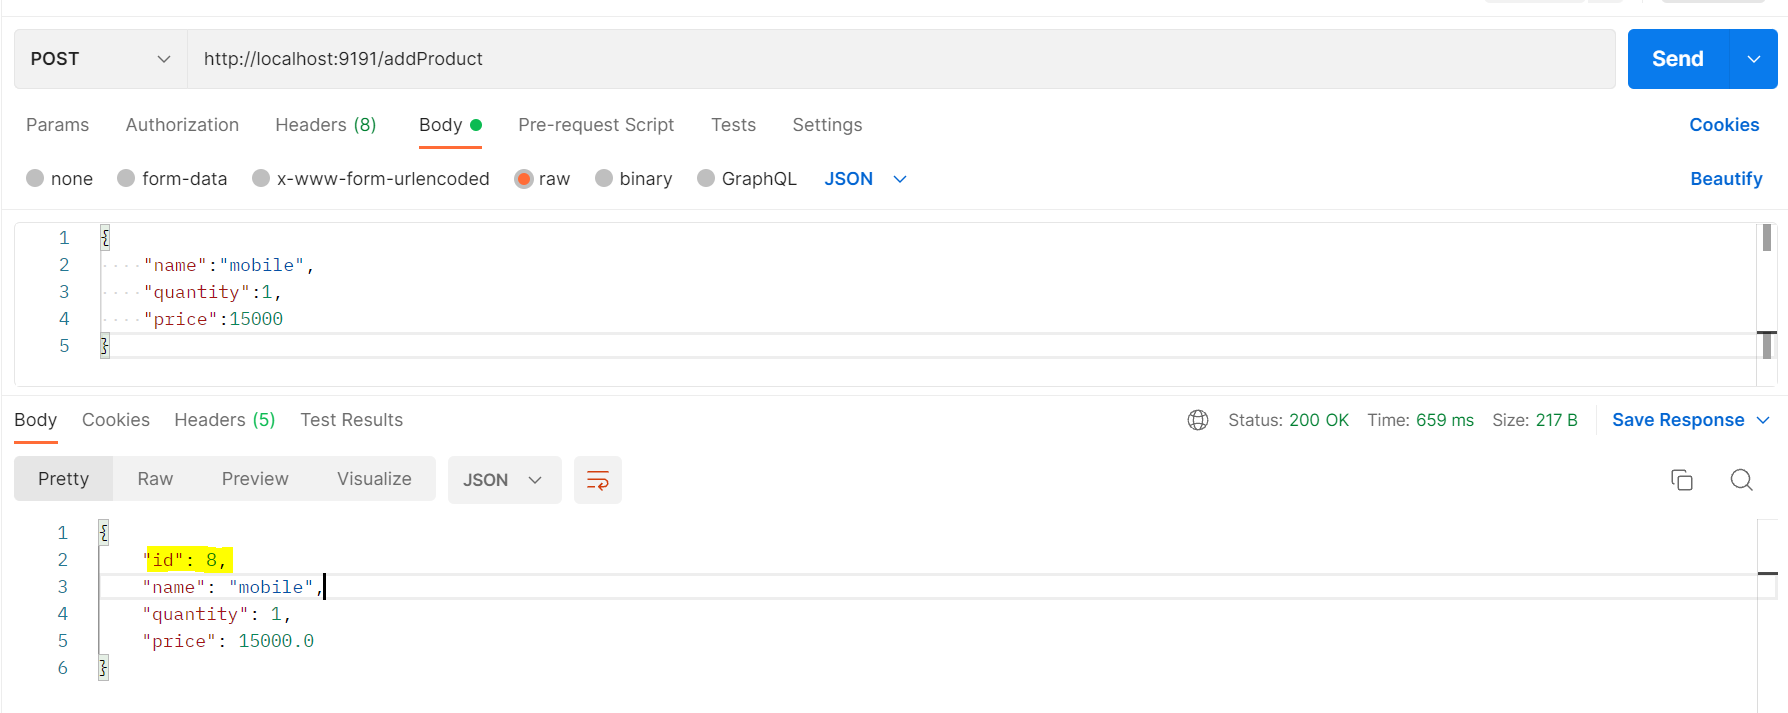 POST http://localhost:9191/addProduct Send
Params Authorization Headers (8) Body Pre-request Script Tests Settings Cookies
none form-data x-www-form-urlencoded raw binary GraphQL JSON Beautify
1 {
2 "name":"mobile",
3 "quantity":1,
4 "price":15000
5 }
Body Cookies Headers (5) Test Results Status: 200 OK Time: 659 ms Size: 217 B Save Response
Pretty Raw Preview Visualize JSON
1 {
2 "id": 8,
3 "name": "mobile",
4 "quantity": 1,
5 "price": 15000.0
6 }